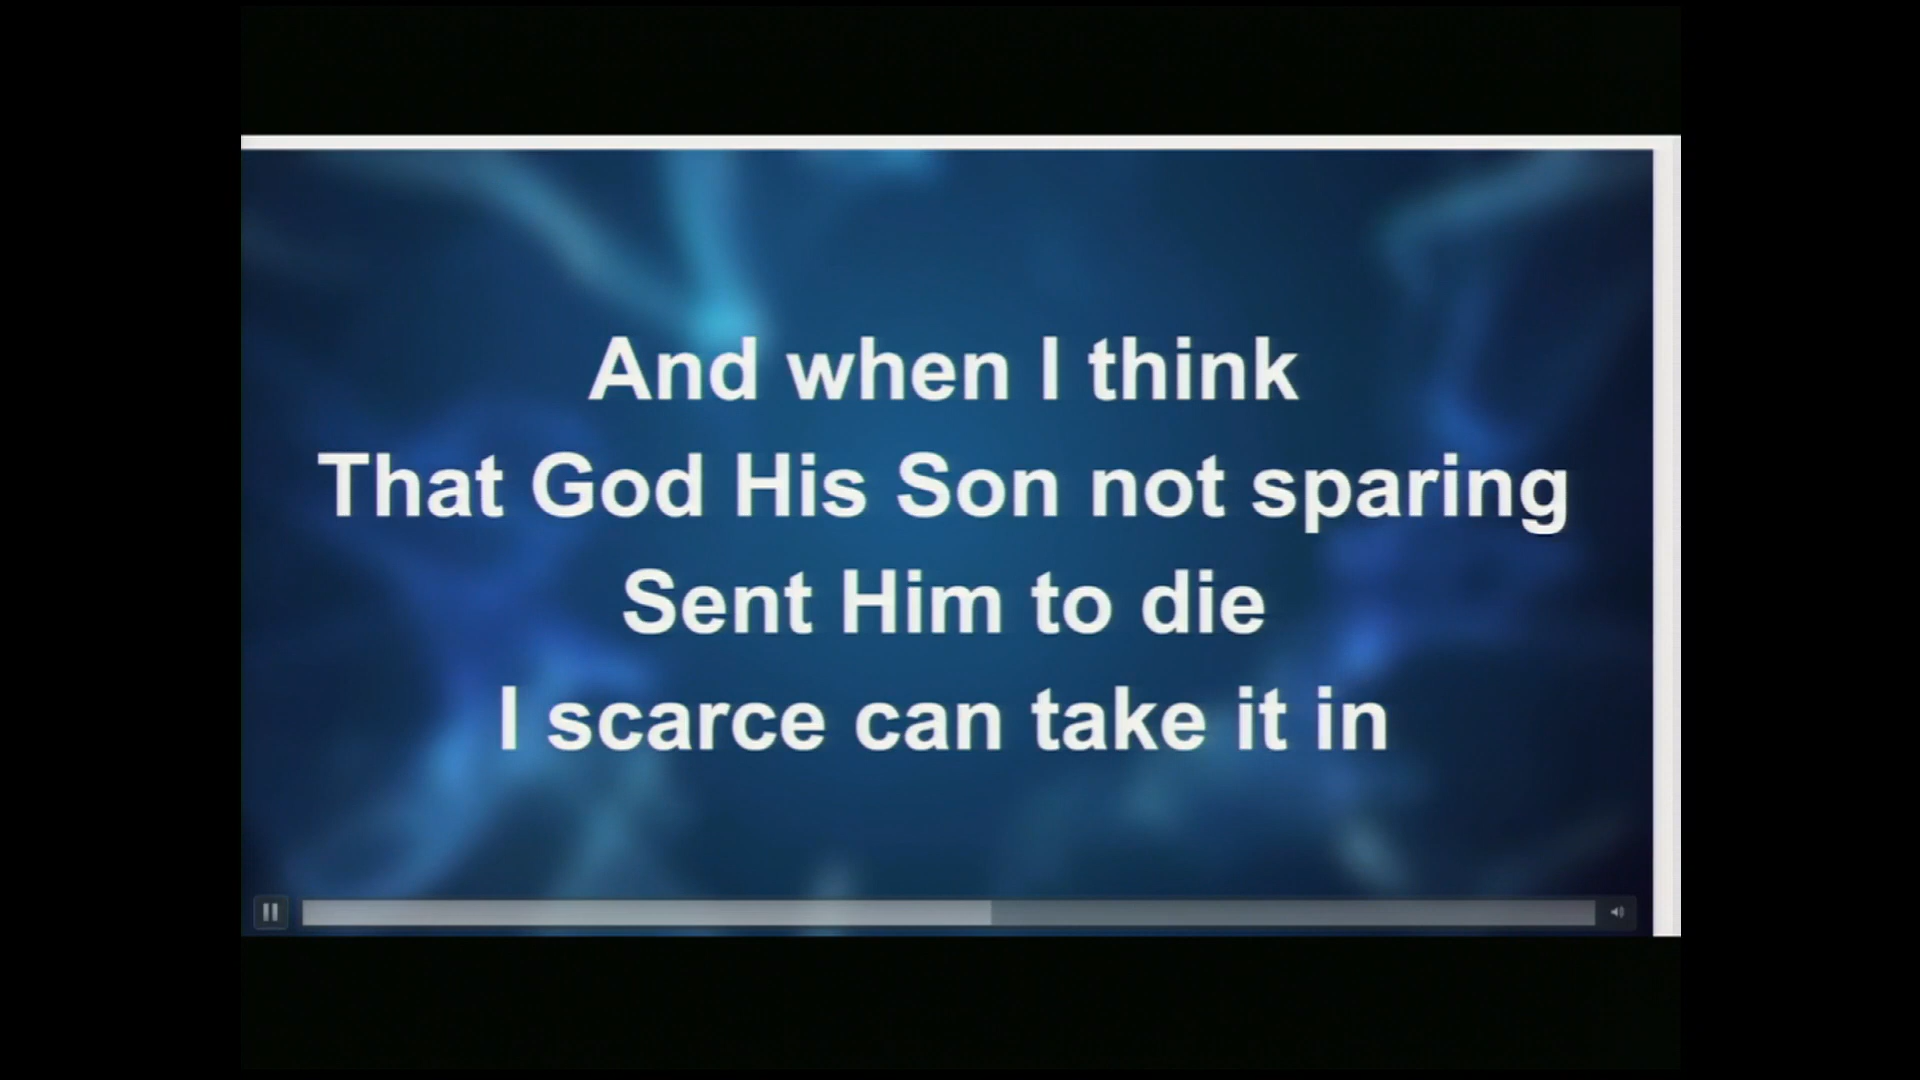 And when I think
That God His Son not sparing
Sent Him to die
I scarce can take it in